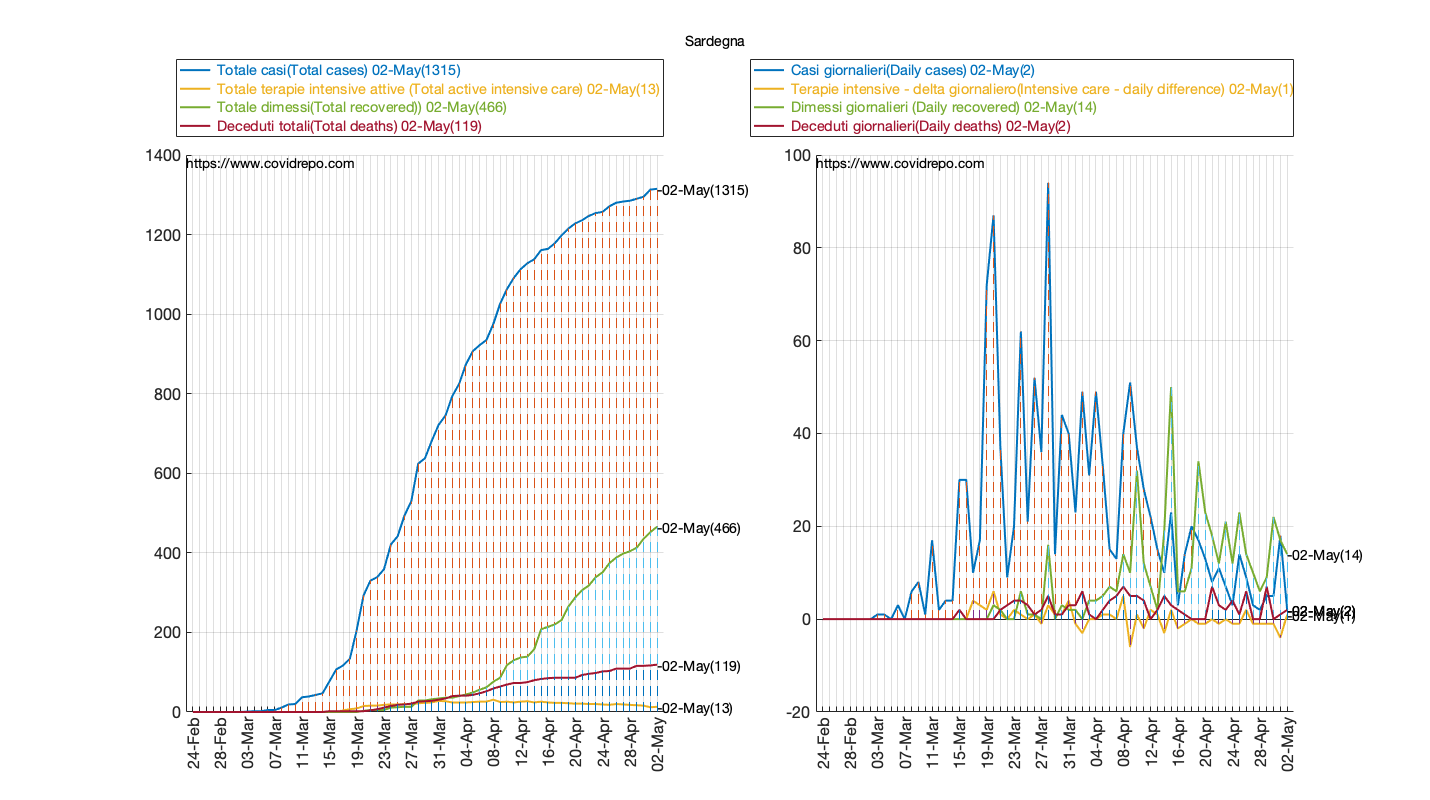 Sardegna
Totale casi(Total cases) 02-May(1315)
Totale terapie intensive attive (Total active intensive care) 02-May(13)
Totale dimessi(Total recovered)) 02-May(466)
Deceduti totali(Total deaths) 02-May(119)
1400
1200
1000
800
600
400
200
0
https://www.covidrepo.com
02-May(1315)
02-May(466)
02-May(119)
02-May(13)
24-Feb
28-Feb
03-Mar
07-Mar
11-Mar
15-Mar
19-Mar
23-Mar
27-Mar
31-Mar
04-Apr
08-Apr
12-Apr
16-Apr
20-Apr
24-Apr
28-Apr
02-May
Casi giornalieri(Daily cases) 02-May(2)
Terapie intensive - delta giornaliero(Intensive care - daily difference) 02-May(1)
Dimessi giornalieri (Daily recovered) 02-May(14)
Deceduti giornalieri(Daily deaths) 02-May(2)
100
80
60
40
20
0
-20
https://www.covidrepo.com
02-May(14)
02-May(2)
02-May(1)
24-Feb
28-Feb
03-Mar
07-Mar
11-Mar
15-Mar
19-Mar
23-Mar
27-Mar
31-Mar
04-Apr
08-Apr
12-Apr
16-Apr
20-Apr
24-Apr
28-Apr
02-May